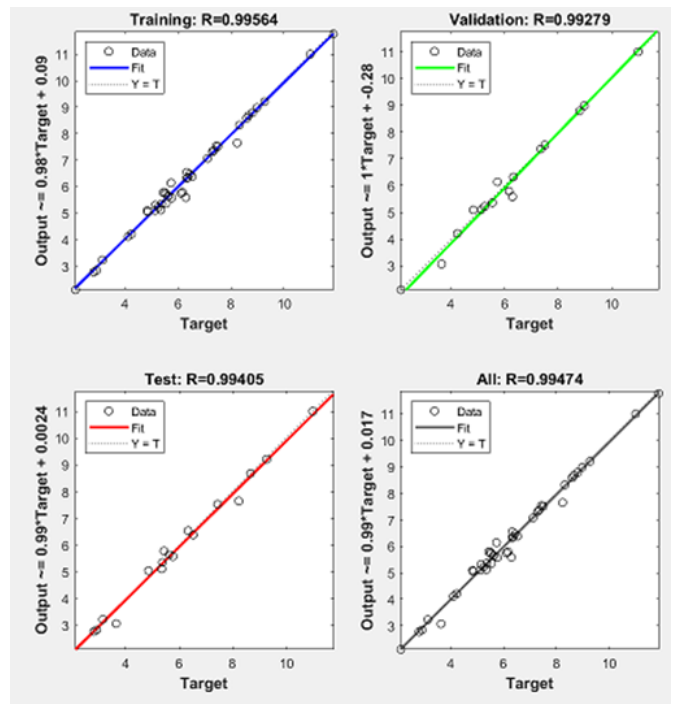 Training: R=0.99564
Output ~= 0.98*Target + 0.09
11
10
9
8
7
6
5
4
3
Data
Fit
Y = T
4
6
8
10
Target
Validation: R=0.99279
Output ~= 1*Target + -0.28
11
10
9
8
7
6
5
4
3
Data
Fit
Y = T
4
6
8
10
Target
Test: R=0.99405
Output ~= 0.99*Target + 0.0024
11
10
9
8
7
6
5
4
3
Data
Fit
Y = T
4
6
8
10
Target
All: R=0.99474
Output ~= 0.99*Target + 0.017
11
10
9
8
7
6
5
4
3
Data
Fit
Y = T
4
6
8
10
Target